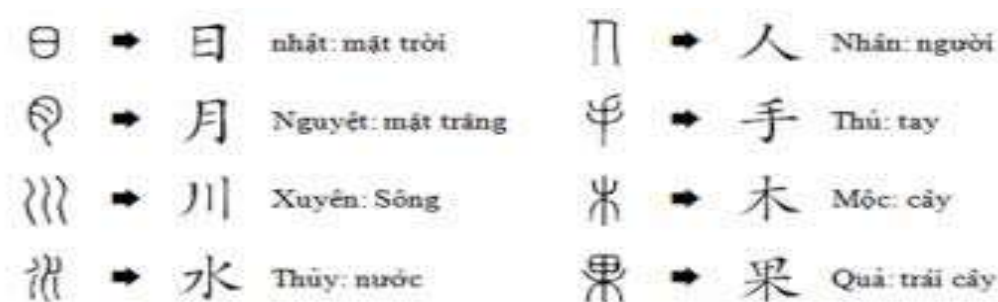 日 ➡ 日 nhật: mặt trời
➡ 月 Nguyệt: mặt trăng
➡ 川 Xuyên: Sông
➡ 水 Thủy: nước
➡ 人 Nhân: người
➡ 手 Thủ: tay
➡ 木 Mộc: cây
➡ 果 Quả: trái cây